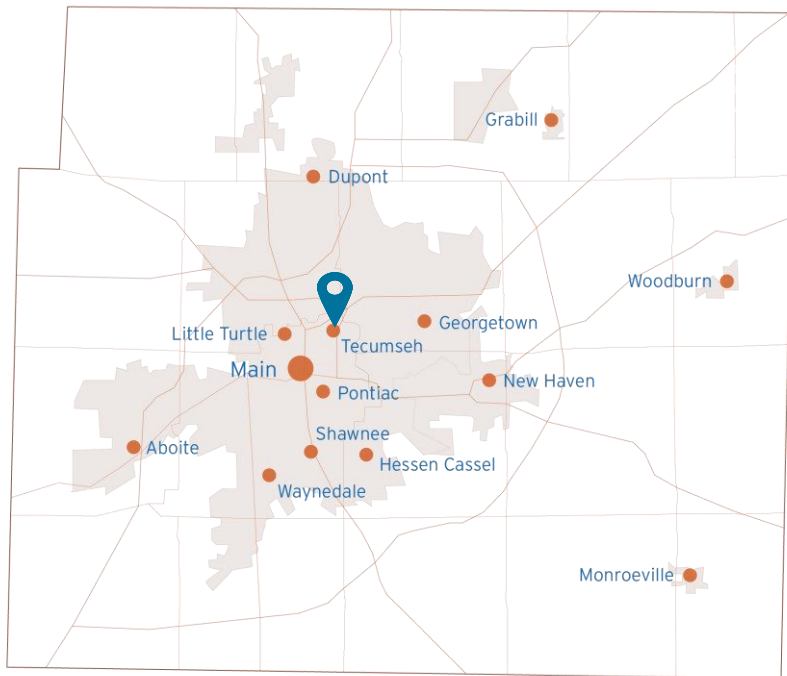 Grabill
Dupont
Woodburn
Georgetown
Little Turtle
Tecumseh
Main
New Haven
Pontiac
Shawnee
Aboite
Hessen Cassel
Waynedale
Monroeville